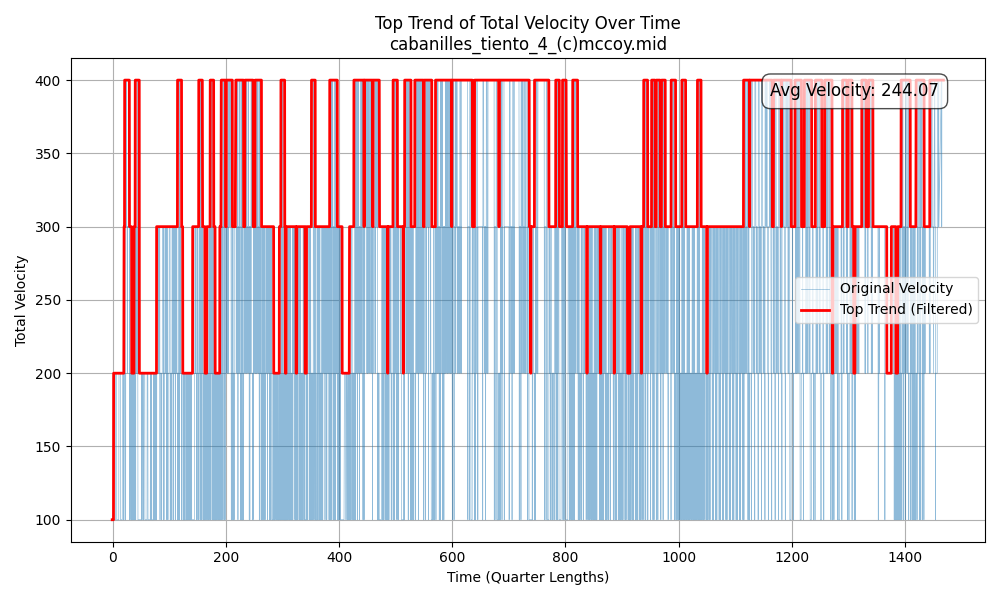 Top Trend of Total Velocity Over Time
cabanilles_tiento_4_(c)mccoy.mid
Avg Velocity: 244.07
Total Velocity
400
350
300
250
200
150
100
Original Velocity
Top Trend (Filtered)
0 200 400 600 800 1000 1200 1400
Time (Quarter Lengths)